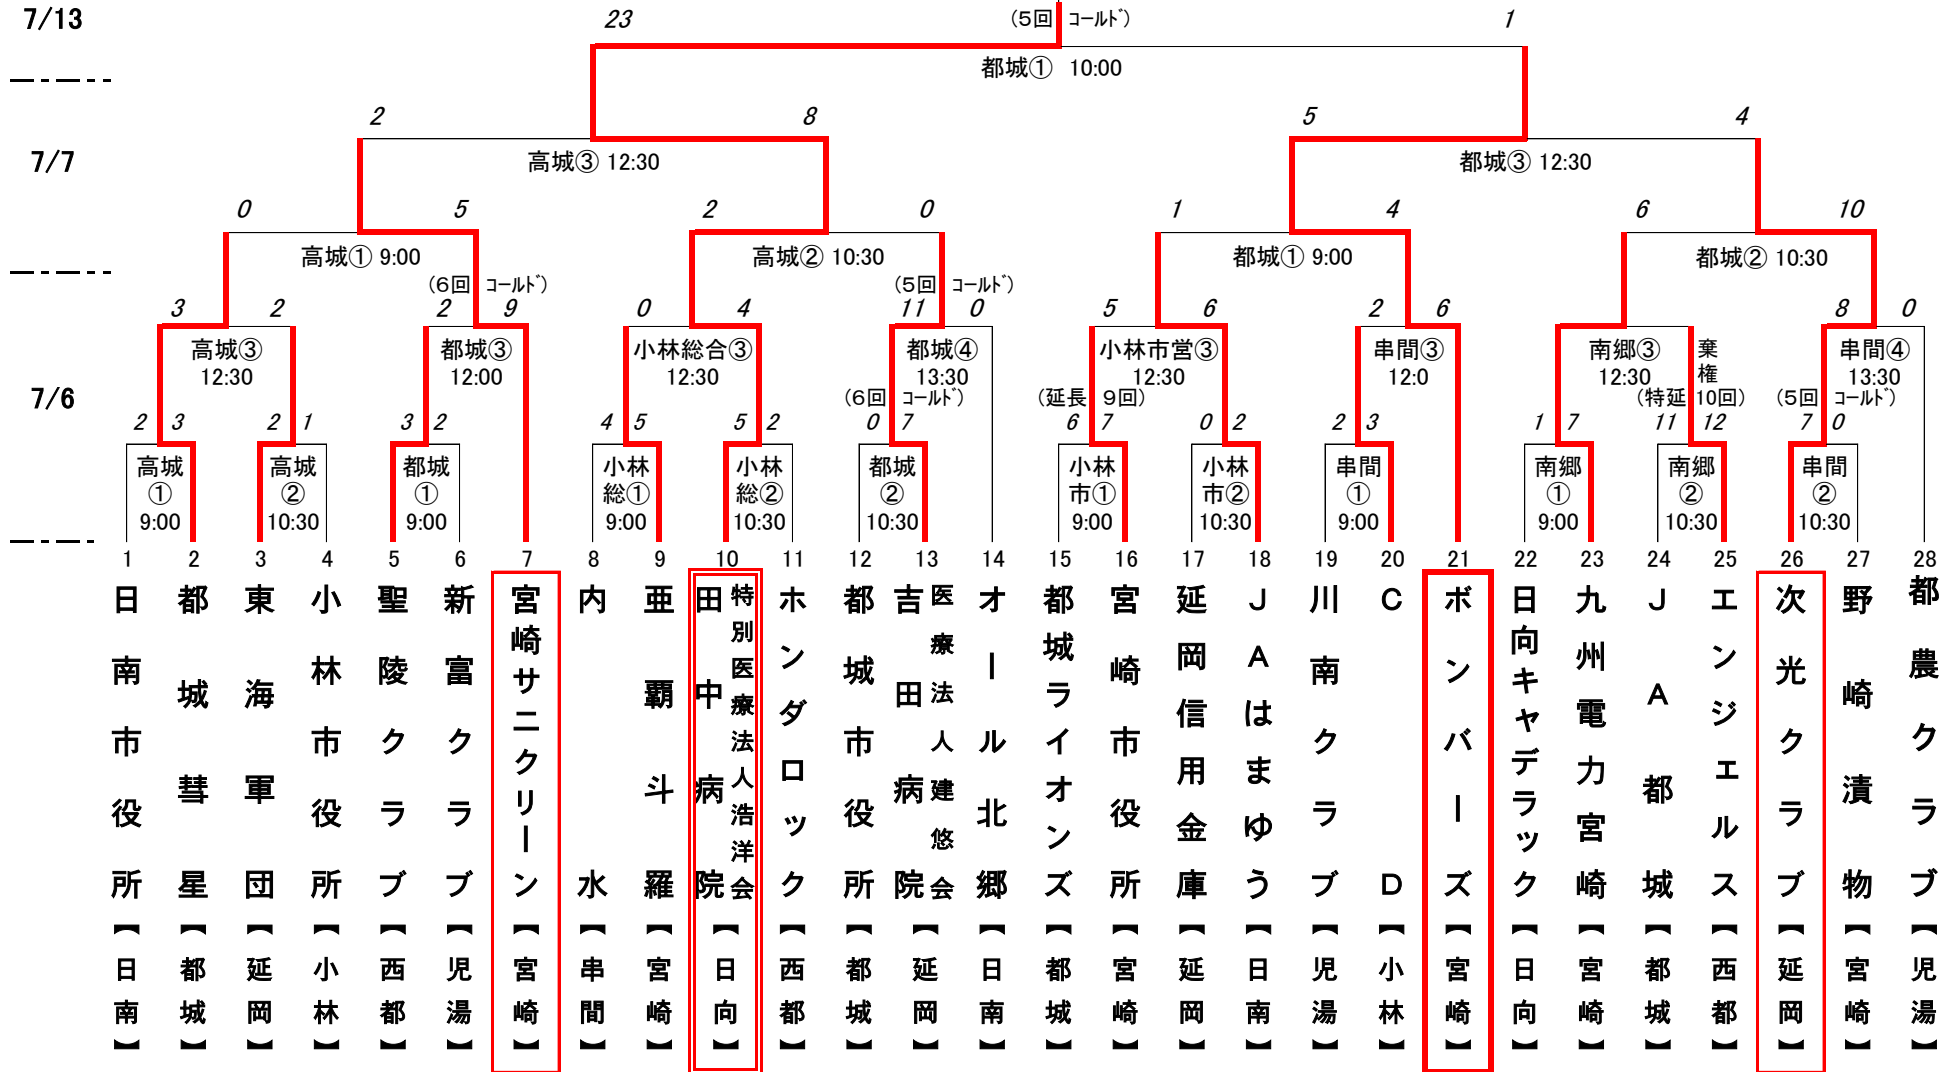 7/13
23
(5回 コールド)
1
都城① 10:00
2
8
5
4
7/7
高城③ 12:30
都城③ 12:30
0
5
2
0
1
4
6
10
高城① 9:00
高城② 10:30
都城① 9:00
都城② 10:30
(6回 コールド)
(5回 コールド)
3
2
2
9
0
4
11
0
5
6
2
6
8
0
高城③
12:30
都城③
12:00
小林総合③
12:30
都城④
13:30
小林市営③
12:30
串間③
12:0
南郷③
12:30
棄権
串間④
13:30
7/6
(6回 コールド)
(延長 9回)
(特延 10回)
(5回 コールド)
2 3
2 1
3 2
4 5
5 2
0 7
6 7
0 2
2 3
1 7
11 12
7 0
高城
①
9:00
高城
②
10:30
都城
①
9:00
小林
総①
9:00
小林
総②
10:30
都城
②
10:30
小林
市①
9:00
小林
市②
10:30
串間
①
9:00
南郷
①
9:00
南郷
②
10:30
串間
②
10:30
1 日南市役所【日南】
2 都城彗星【都城】
3 東海軍団【延岡】
4 小林市役所【小林】
5 聖陵クラブ【西都】
6 新富クラブ【児湯】
7 宮崎サニクリーン【宮崎】
8 内水【串間】
9 亜覇斗羅【宮崎】
10 特別医療法人浩洋会
田中病院【日向】
11 ホンダロック【西都】
12 都城市役所【都城】
13 医療法人建悠会
吉田病院【延岡】
14 オール北郷【日南】
15 都城ライオンズ【都城】
16 宮崎市役所【宮崎】
17 延岡信用金庫【延岡】
18 JAはまゆう【日南】
19 川南クラブ【児湯】
20 CD【小林】
21 ボンバーズ【宮崎】
22 日向キャデラック【日向】
23 九州電力宮崎【宮崎】
24 JA都城【都城】
25 エンジェルス【西都】
26 次光クラブ【延岡】
27 野崎漬物【宮崎】
28 都農クラブ【児湯】